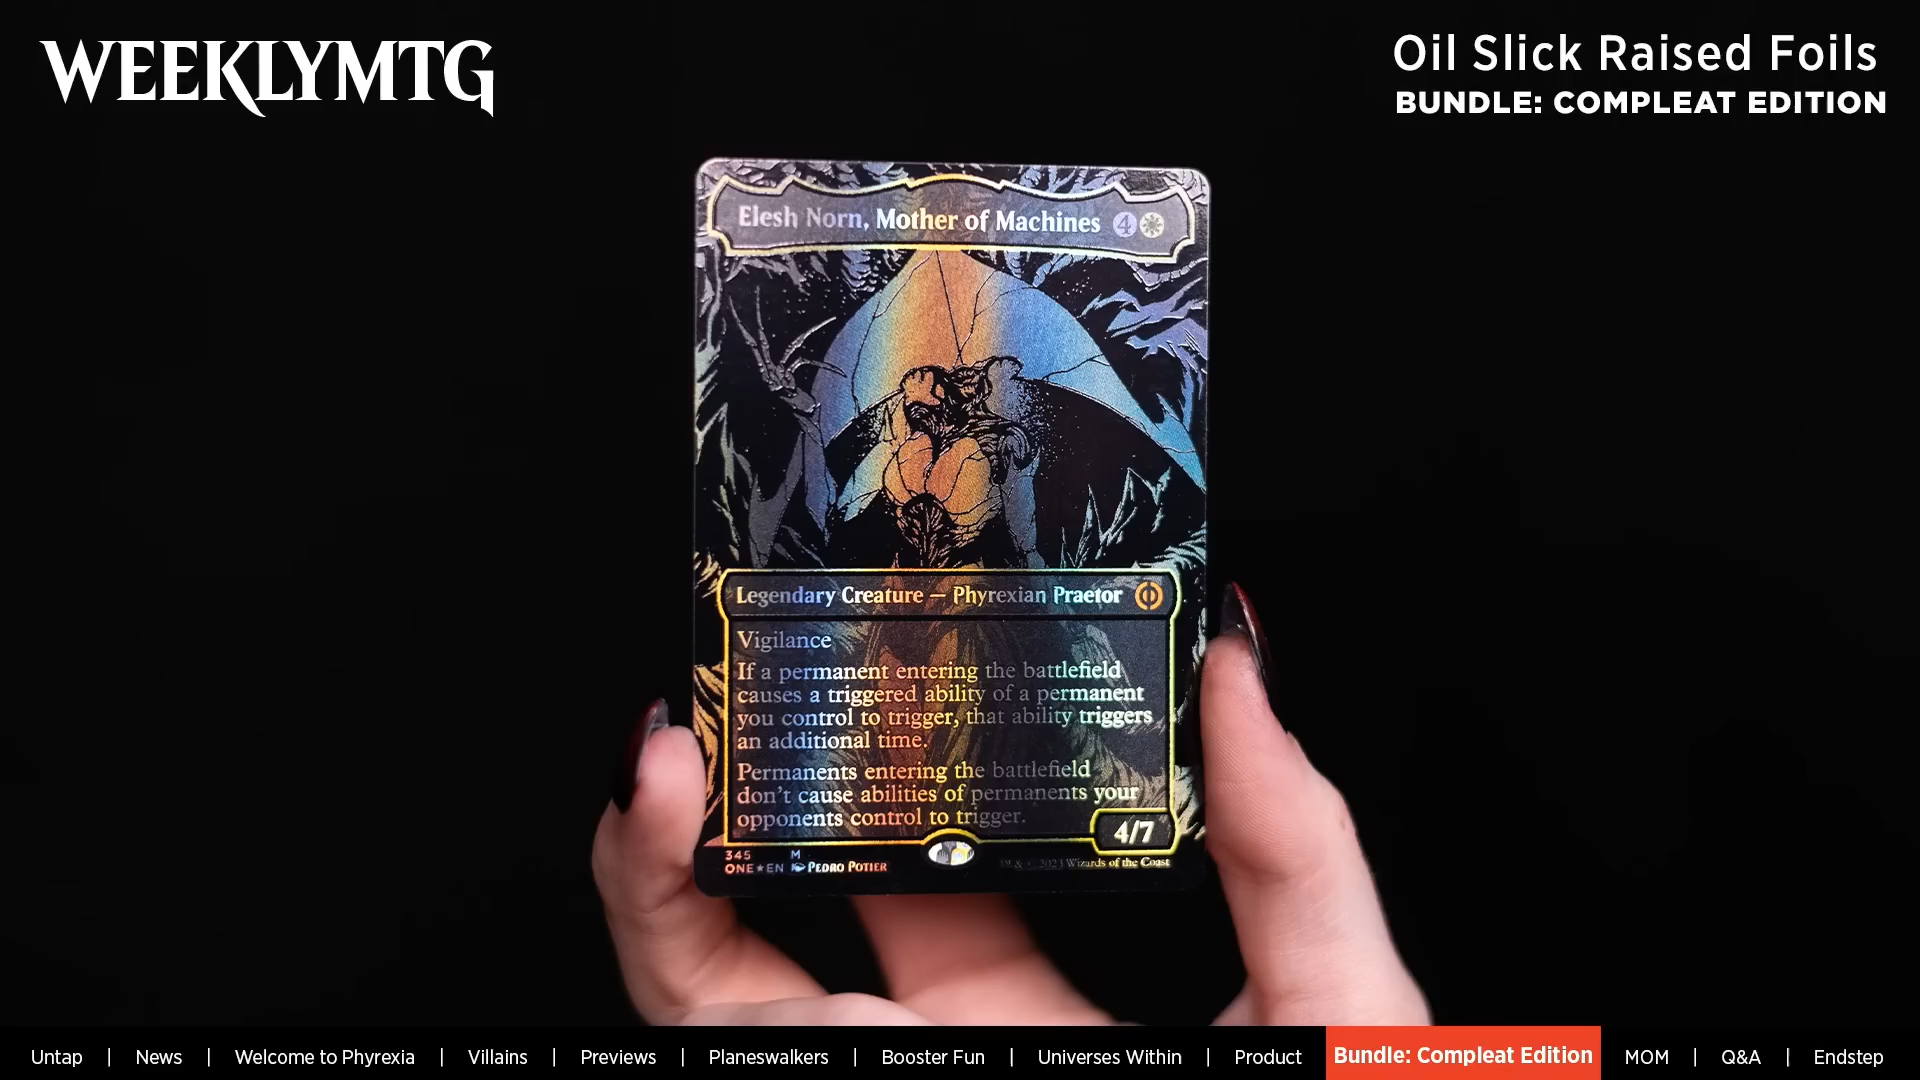 WEEKLYMTG
Oil Slick Raised Foils
BUNDLE: COMPLEAT EDITION
Elesh Norn, Mother of Machines 4
Legendary Creature — Phyrexian Praetor
Vigilance
If a permanent entering the battlefield
causes a triggered ability of a permanent
you control to trigger, that ability triggers
an additional time.
Permanents entering the battlefield
don't cause abilities of permanents your
opponents control to trigger.
4/7
345 M
ONE★EN PEDRO POTIER
™ & © 2023 Wizards of the Coast
Untap | News | Welcome to Phyrexia | Villains | Previews | Planeswalkers | Booster Fun | Universes Within | Product Bundle: Compleat Edition MOM | Q&A | Endstep